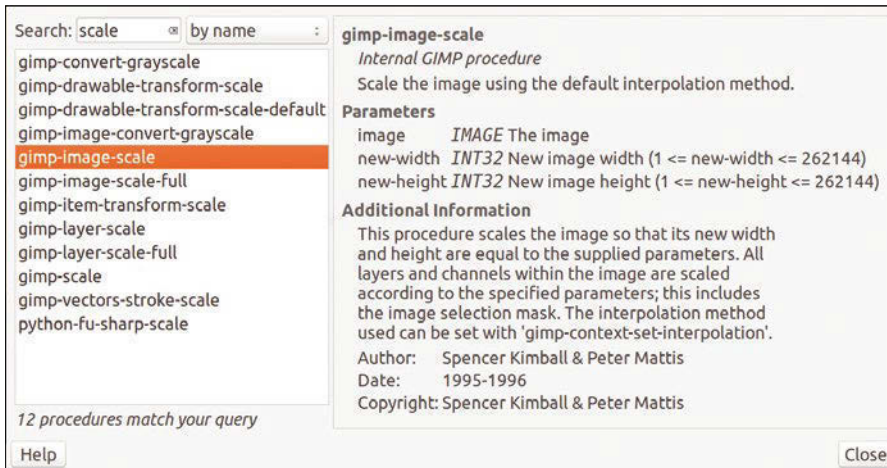 Search: scale by name
gimp-convert-grayscale
gimp-drawable-transform-scale
gimp-drawable-transform-scale-default
gimp-image-convert-grayscale
gimp-image-scale
gimp-image-scale-full
gimp-item-transform-scale
gimp-layer-scale
gimp-layer-scale-full
gimp-scale
gimp-vectors-stroke-scale
python-fu-sharp-scale
12 procedures match your query
Help
gimp-image-scale
Internal GIMP procedure
Scale the image using the default interpolation method.
Parameters
image IMAGE The image
new-width INT32 New image width (1 <= new-width <= 262144)
new-height INT32 New image height (1 <= new-height <= 262144)
Additional Information
This procedure scales the image so that its new width
and height are equal to the supplied parameters. All
layers and channels within the image are scaled
according to the specified parameters; this includes
the image selection mask. The interpolation method
used can be set with 'gimp-context-set-interpolation'.
Author: Spencer Kimball & Peter Mattis
Date: 1995-1996
Copyright: Spencer Kimball & Peter Mattis
Close